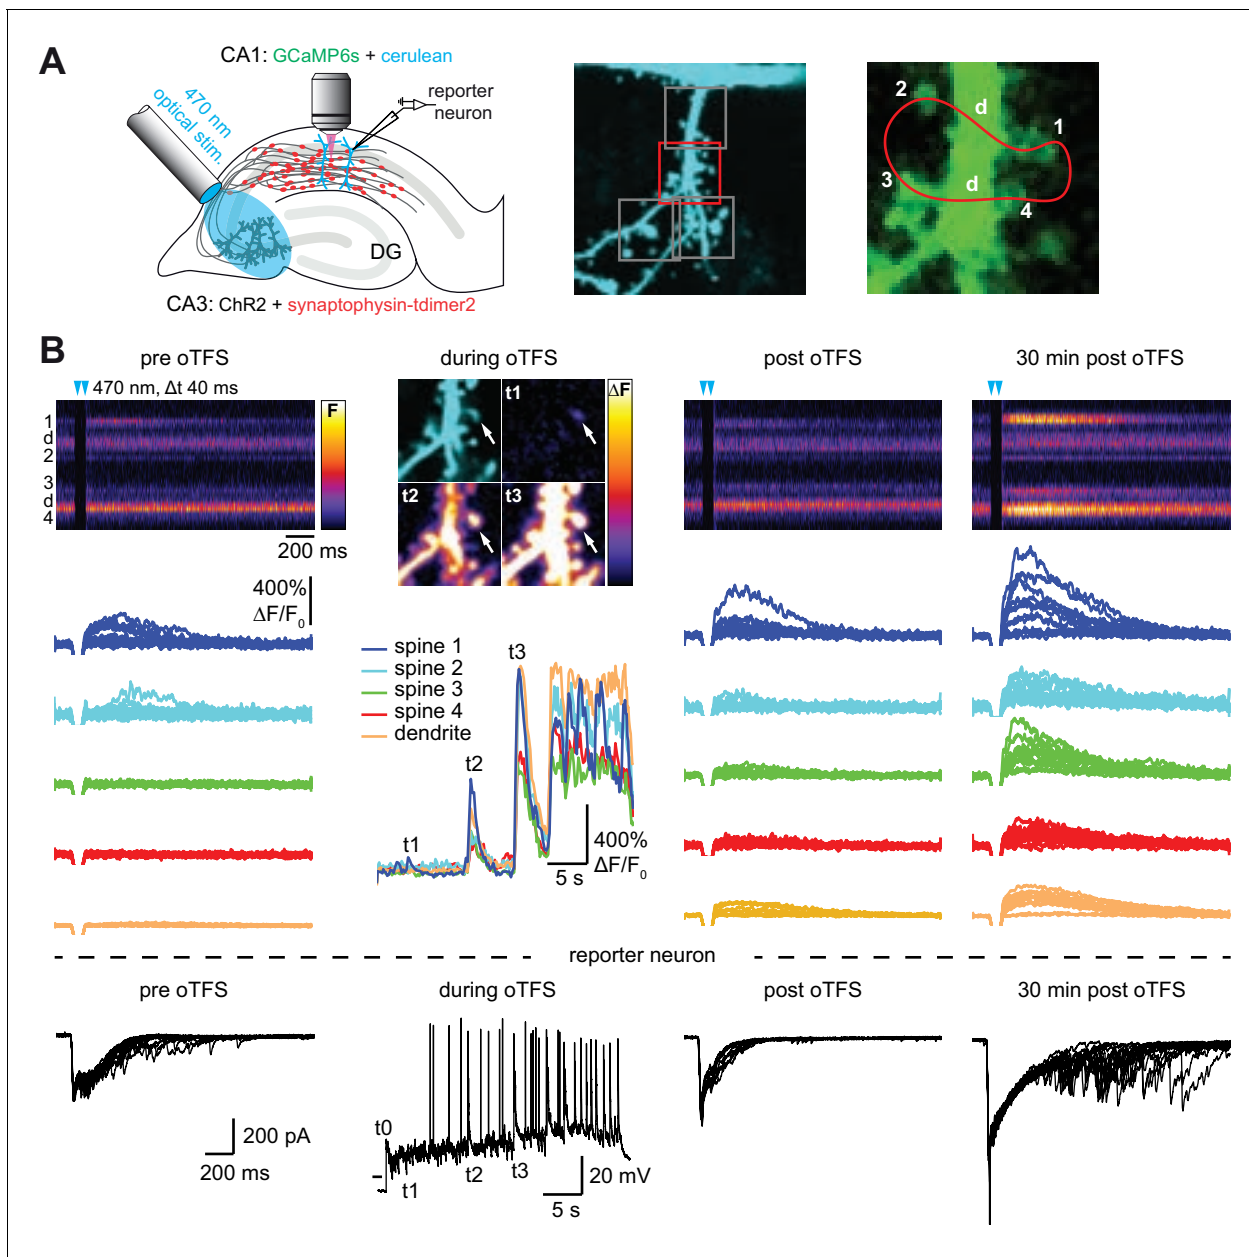 A
CA1: GCaMP6s + cerulean
470 nm
optical stim.
reporter
neuron
DG
CA3: ChR2 + synaptophysin-tdimer2
2
d
1
3
d
4
B
pre oTFS
during oTFS
post oTFS
30 min post oTFS
470 nm, Δt 40 ms
F
1
d
2
3
d
4
200 ms
t1
ΔF
t2
t3
400%
ΔF/F0
spine 1
spine 2
spine 3
spine 4
dendrite
t1
t2
t3
400%
ΔF/F0
5 s
reporter neuron
pre oTFS
during oTFS
post oTFS
30 min post oTFS
200 pA
200 ms
t0
t1
t2
t3
20 mV
5 s